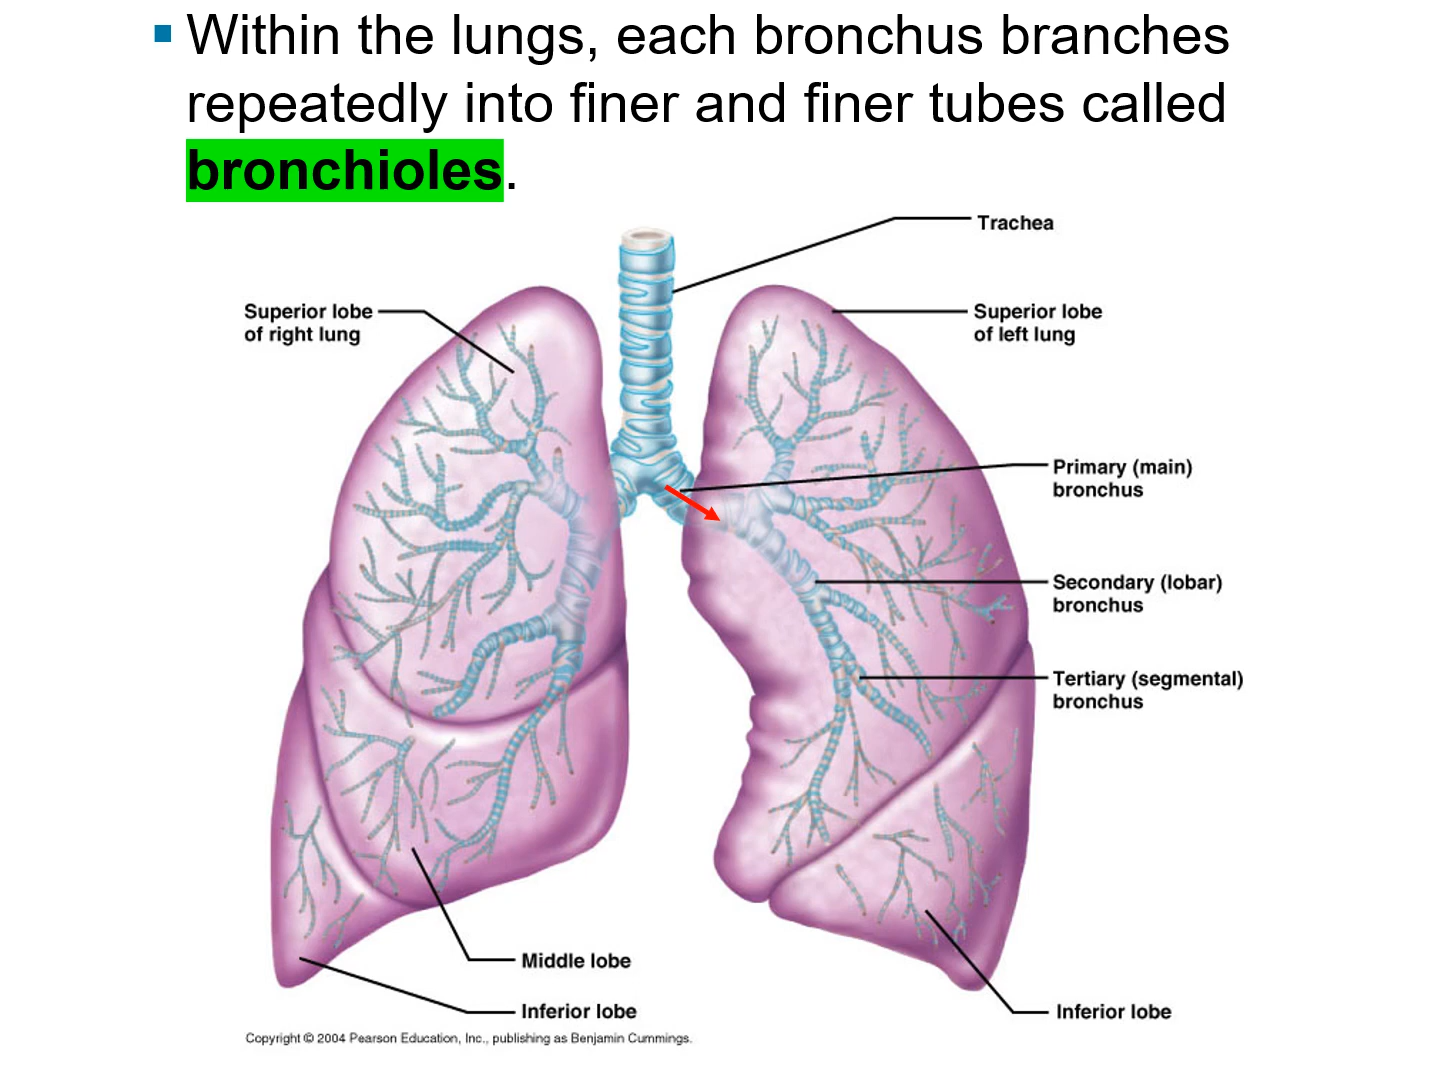 Within the lungs, each bronchus branches
repeatedly into finer and finer tubes called
bronchioles.
Trachea
Superior lobe
of right lung
Superior lobe
of left lung
Primary (main)
bronchus
Secondary (lobar)
bronchus
Tertiary (segmental)
bronchus
Middle lobe
Inferior lobe
Inferior lobe
Copyright © 2004 Pearson Education, Inc., publishing as Benjamin Cummings.